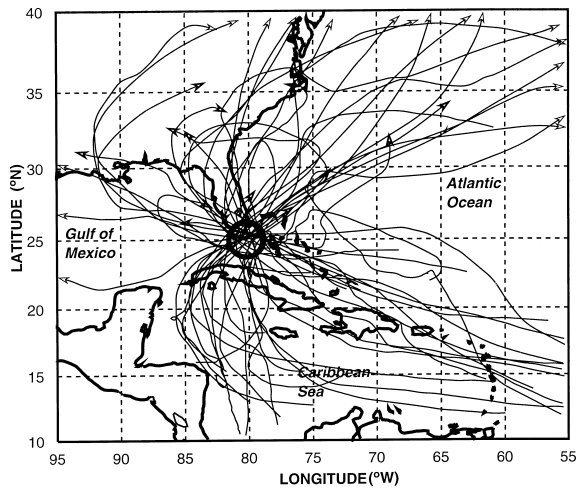 40
35
30
25
20
15
10
LATITUDE (°N)
Atlantic
Ocean
Gulf of
Mexico
Caribbean
Sea
95
90
85
80
75
70
65
60
55
LONGITUDE (°W)